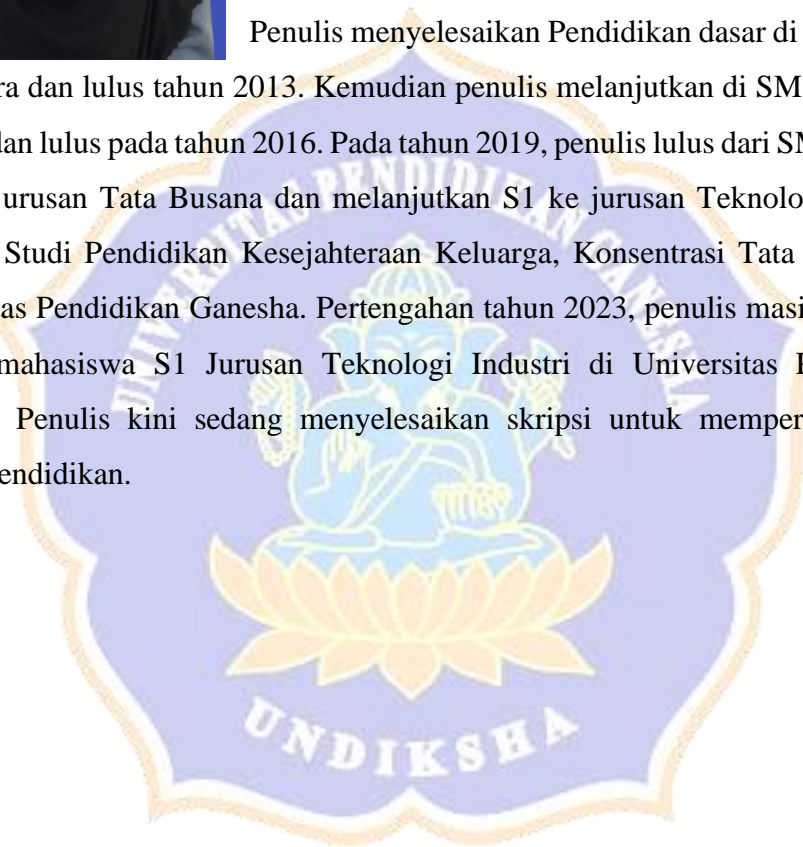 Penulis menyelesaikan Pendidikan dasar di
ra dan lulus tahun 2013. Kemudian penulis melanjutkan di SM
dan lulus pada tahun 2016. Pada tahun 2019, penulis lulus dari SM
urusan Tata Busana dan melanjutkan S1 ke jurusan Teknolo
Studi Pendidikan Kesejahteraan Keluarga, Konsentrasi Tata
as Pendidikan Ganesha. Pertengahan tahun 2023, penulis masi
mahasiswa S1 Jurusan Teknologi Industri di Universitas
Penulis kini sedang menyelesaikan skripsi untuk memper
endidikan.
UNIVERSITAS PENDIDIKAN GANESHA
UNDIKSHA